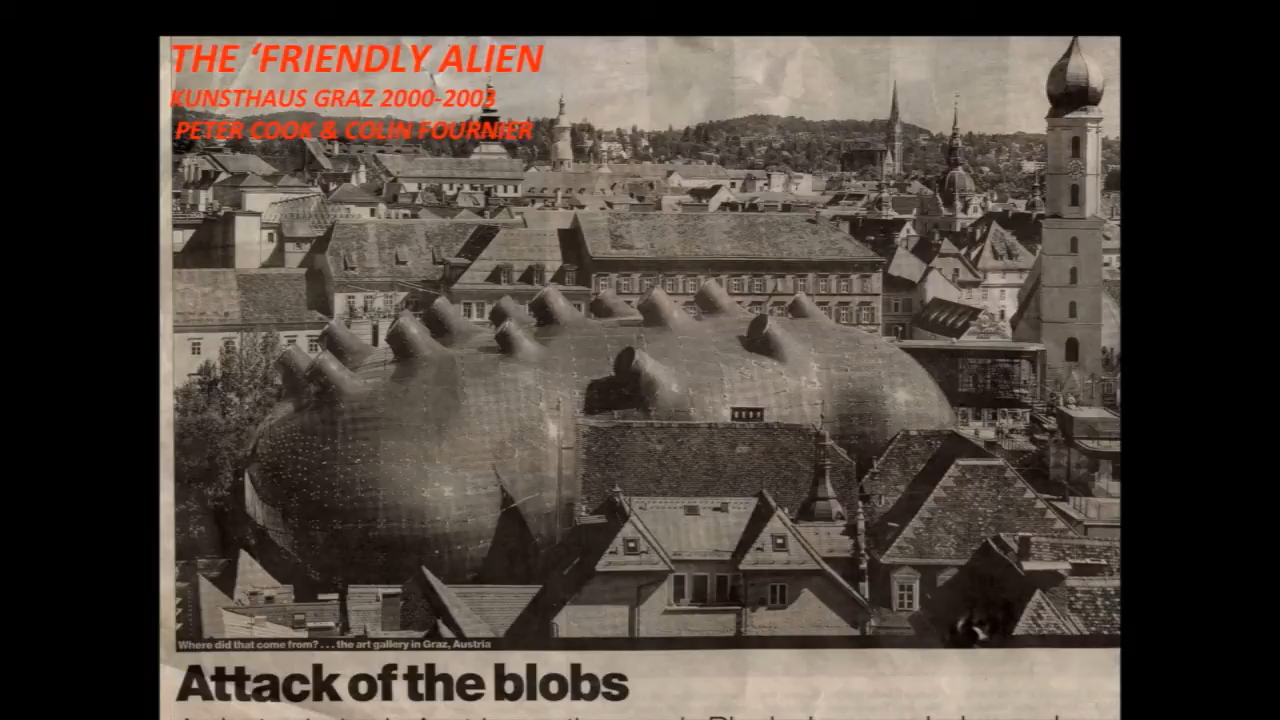 THE ‘FRIENDLY ALIEN
KUNSTHAUS GRAZ 2000-2003
PETER COOK & COLIN FOURNIER
Where did that come from? . . . the art gallery in Graz, Austria
Attack of the blobs